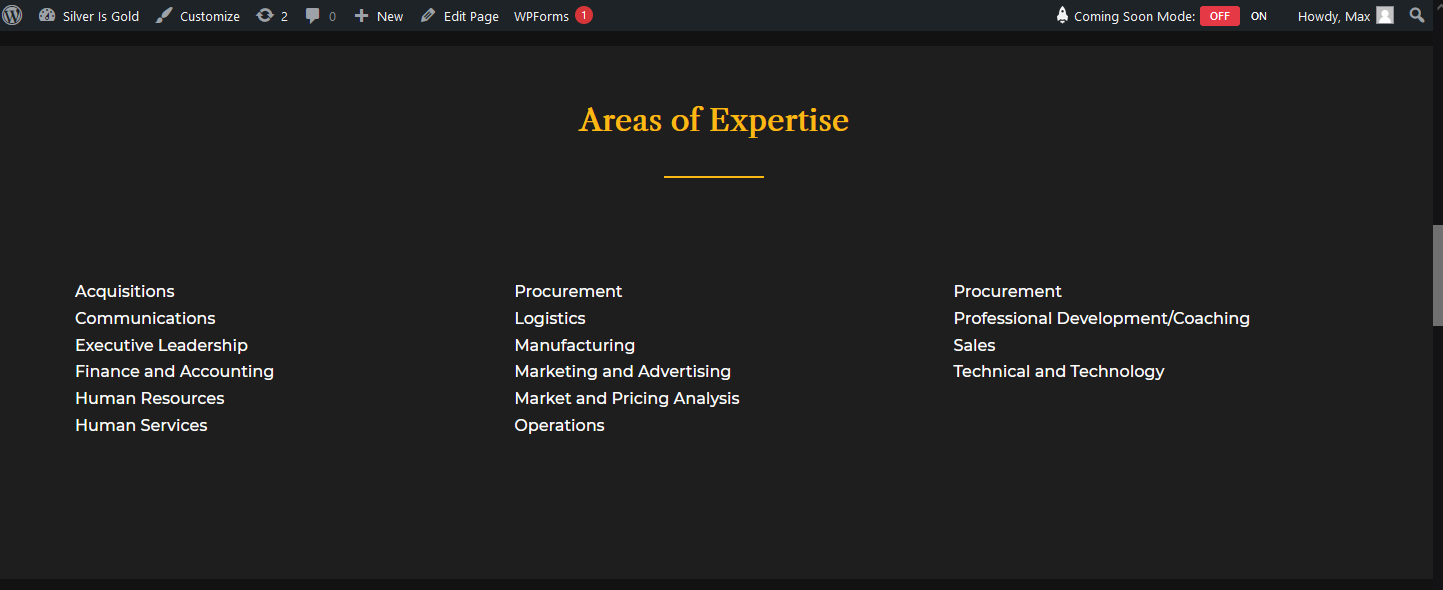 Silver Is Gold Customize 2 0 New Edit Page WPForms 1 Coming Soon Mode: OFF ON Howdy, Max
Areas of Expertise
Acquisitions
Communications
Executive Leadership
Finance and Accounting
Human Resources
Human Services
Procurement
Logistics
Manufacturing
Marketing and Advertising
Market and Pricing Analysis
Operations
Procurement
Professional Development/Coaching
Sales
Technical and Technology